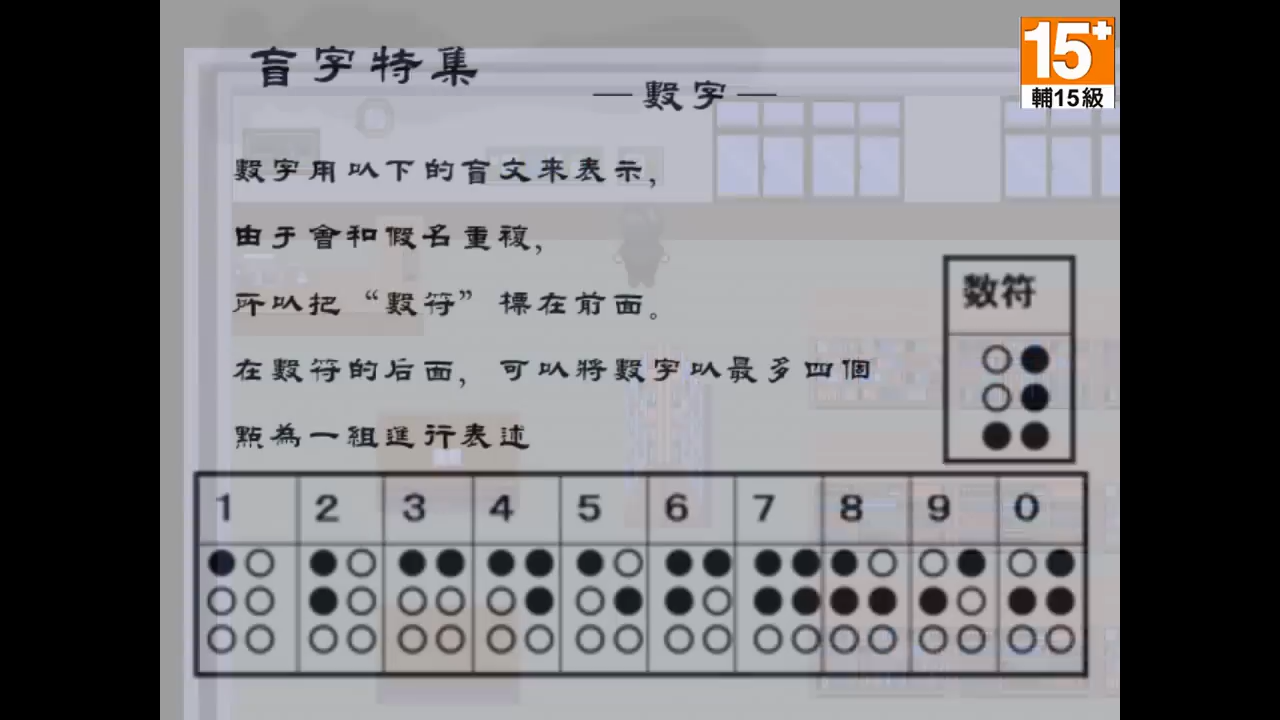 盲字特集
—數字—
15+
輔15級
數字用以下的盲文来表示，
由于會和假名重複，
所以把“數符”標在前面。
在數符的后面，可以將數字以最多四個
點為一組進行表述
数符
1 2 3 4 5 6 7 8 9 0